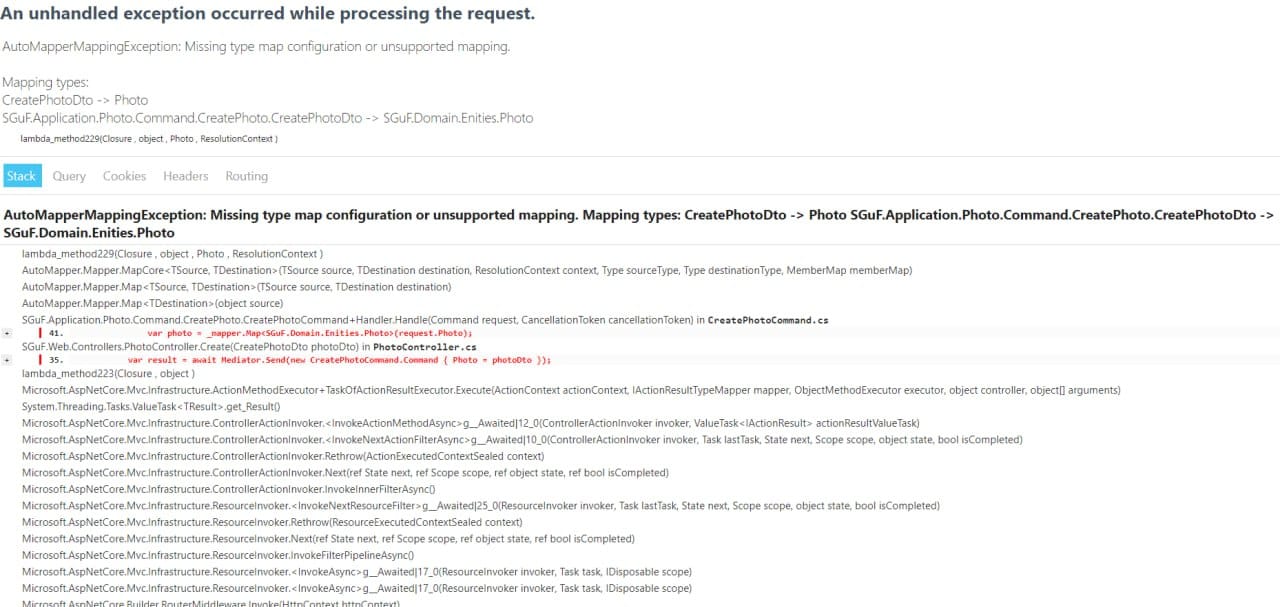 An unhandled exception occurred while processing the request.
AutoMapperMappingException: Missing type map configuration or unsupported mapping.
Mapping types:
CreatePhotoDto -> Photo
SGuF.Application.Photo.Command.CreatePhoto.CreatePhotoDto -> SGuF.Domain.Enities.Photo
lambda_method229(Closure , object , Photo , ResolutionContext )
Stack Query Cookies Headers Routing
AutoMapperMappingException: Missing type map configuration or unsupported mapping. Mapping types: CreatePhotoDto -> Photo SGuF.Application.Photo.Command.CreatePhoto.CreatePhotoDto ->
SGuF.Domain.Enities.Photo
lambda_method229(Closure , object , Photo , ResolutionContext )
AutoMapper.Mapper.MapCore<TSource, TDestination>(TSource source, TDestination destination, ResolutionContext context, Type sourceType, Type destinationType, MemberMap memberMap)
AutoMapper.Mapper.Map<TSource, TDestination>(TSource source, TDestination destination)
AutoMapper.Mapper.Map<TDestination>(object source)
SGuF.Application.Photo.Command.CreatePhoto.CreatePhotoCommand+Handler.Handle(Command request, CancellationToken cancellationToken) in CreatePhotoCommand.cs
+ 41. var photo = _mapper.Map<SGuF.Domain.Enities.Photo>(request.Photo);
SGuF.Web.Controllers.PhotoController.Create(CreatePhotoDto photoDto) in PhotoController.cs
+ 35. var result = await Mediator.Send(new CreatePhotoCommand.Command { Photo = photoDto });
lambda_method223(Closure , object )
Microsoft.AspNetCore.Mvc.Infrastructure.ActionMethodExecutor+TaskOfActionResultExecutor.Execute(ActionContext actionContext, IActionResultTypeMapper mapper, ObjectMethodExecutor executor, object controller, object[] arguments)
System.Threading.Tasks.ValueTask<TResult>.get_Result()
Microsoft.AspNetCore.Mvc.Infrastructure.ControllerActionInvoker.<InvokeActionMethodAsync>g__Awaited|12_0(ControllerActionInvoker invoker, ValueTask<IActionResult> actionResultValueTask)
Microsoft.AspNetCore.Mvc.Infrastructure.ControllerActionInvoker.<InvokeNextActionFilterAsync>g__Awaited|10_0(ControllerActionInvoker invoker, Task lastTask, State next, Scope scope, object state, bool isCompleted)
Microsoft.AspNetCore.Mvc.Infrastructure.ControllerActionInvoker.Rethrow(ActionExecutedContextSealed context)
Microsoft.AspNetCore.Mvc.Infrastructure.ControllerActionInvoker.Next(ref State next, ref Scope scope, ref object state, ref bool isCompleted)
Microsoft.AspNetCore.Mvc.Infrastructure.ControllerActionInvoker.InvokeInnerFilterAsync()
Microsoft.AspNetCore.Mvc.Infrastructure.ResourceInvoker.<InvokeNextResourceFilter>g__Awaited|25_0(ResourceInvoker invoker, Task lastTask, State next, Scope scope, object state, bool isCompleted)
Microsoft.AspNetCore.Mvc.Infrastructure.ResourceInvoker.Rethrow(ResourceExecutedContextSealed context)
Microsoft.AspNetCore.Mvc.Infrastructure.ResourceInvoker.Next(ref State next, ref Scope scope, ref object state, ref bool isCompleted)
Microsoft.AspNetCore.Mvc.Infrastructure.ResourceInvoker.InvokeFilterPipelineAsync()
Microsoft.AspNetCore.Mvc.Infrastructure.ResourceInvoker.<InvokeAsync>g__Awaited|17_0(ResourceInvoker invoker, Task task, IDisposable scope)
Microsoft.AspNetCore.Mvc.Infrastructure.ResourceInvoker.<InvokeAsync>g__Awaited|17_0(ResourceInvoker invoker, Task task, IDisposable scope)
Microsoft.AspNetCore.Builder.RouterMiddleware.Invoke(HttpContext httpContext)